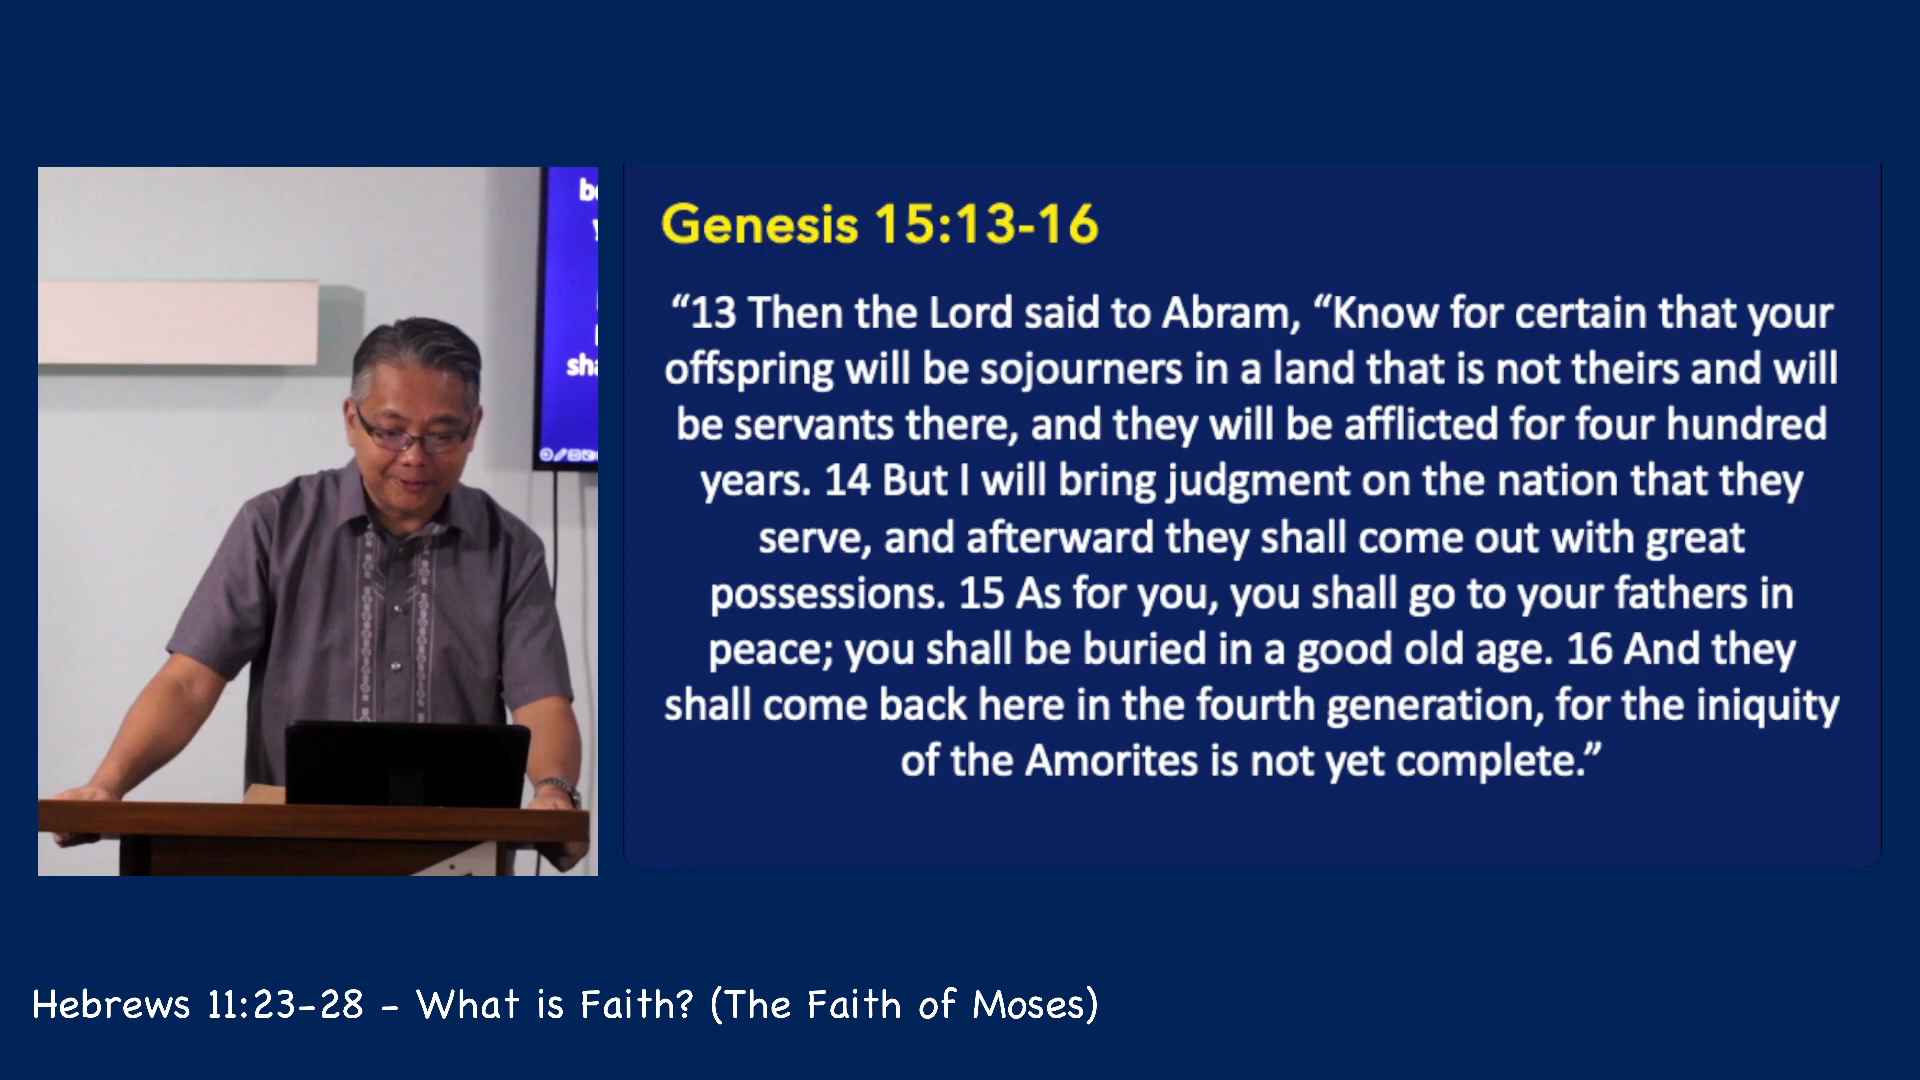 Genesis 15:13-16
“13 Then the Lord said to Abram, “Know for certain that your
offspring will be sojourners in a land that is not theirs and will
be servants there, and they will be afflicted for four hundred
years. 14 But I will bring judgment on the nation that they
serve, and afterward they shall come out with great
possessions. 15 As for you, you shall go to your fathers in
peace; you shall be buried in a good old age. 16 And they
shall come back here in the fourth generation, for the iniquity
of the Amorites is not yet complete.”
Hebrews 11:23-28 - What is Faith? (The Faith of Moses)